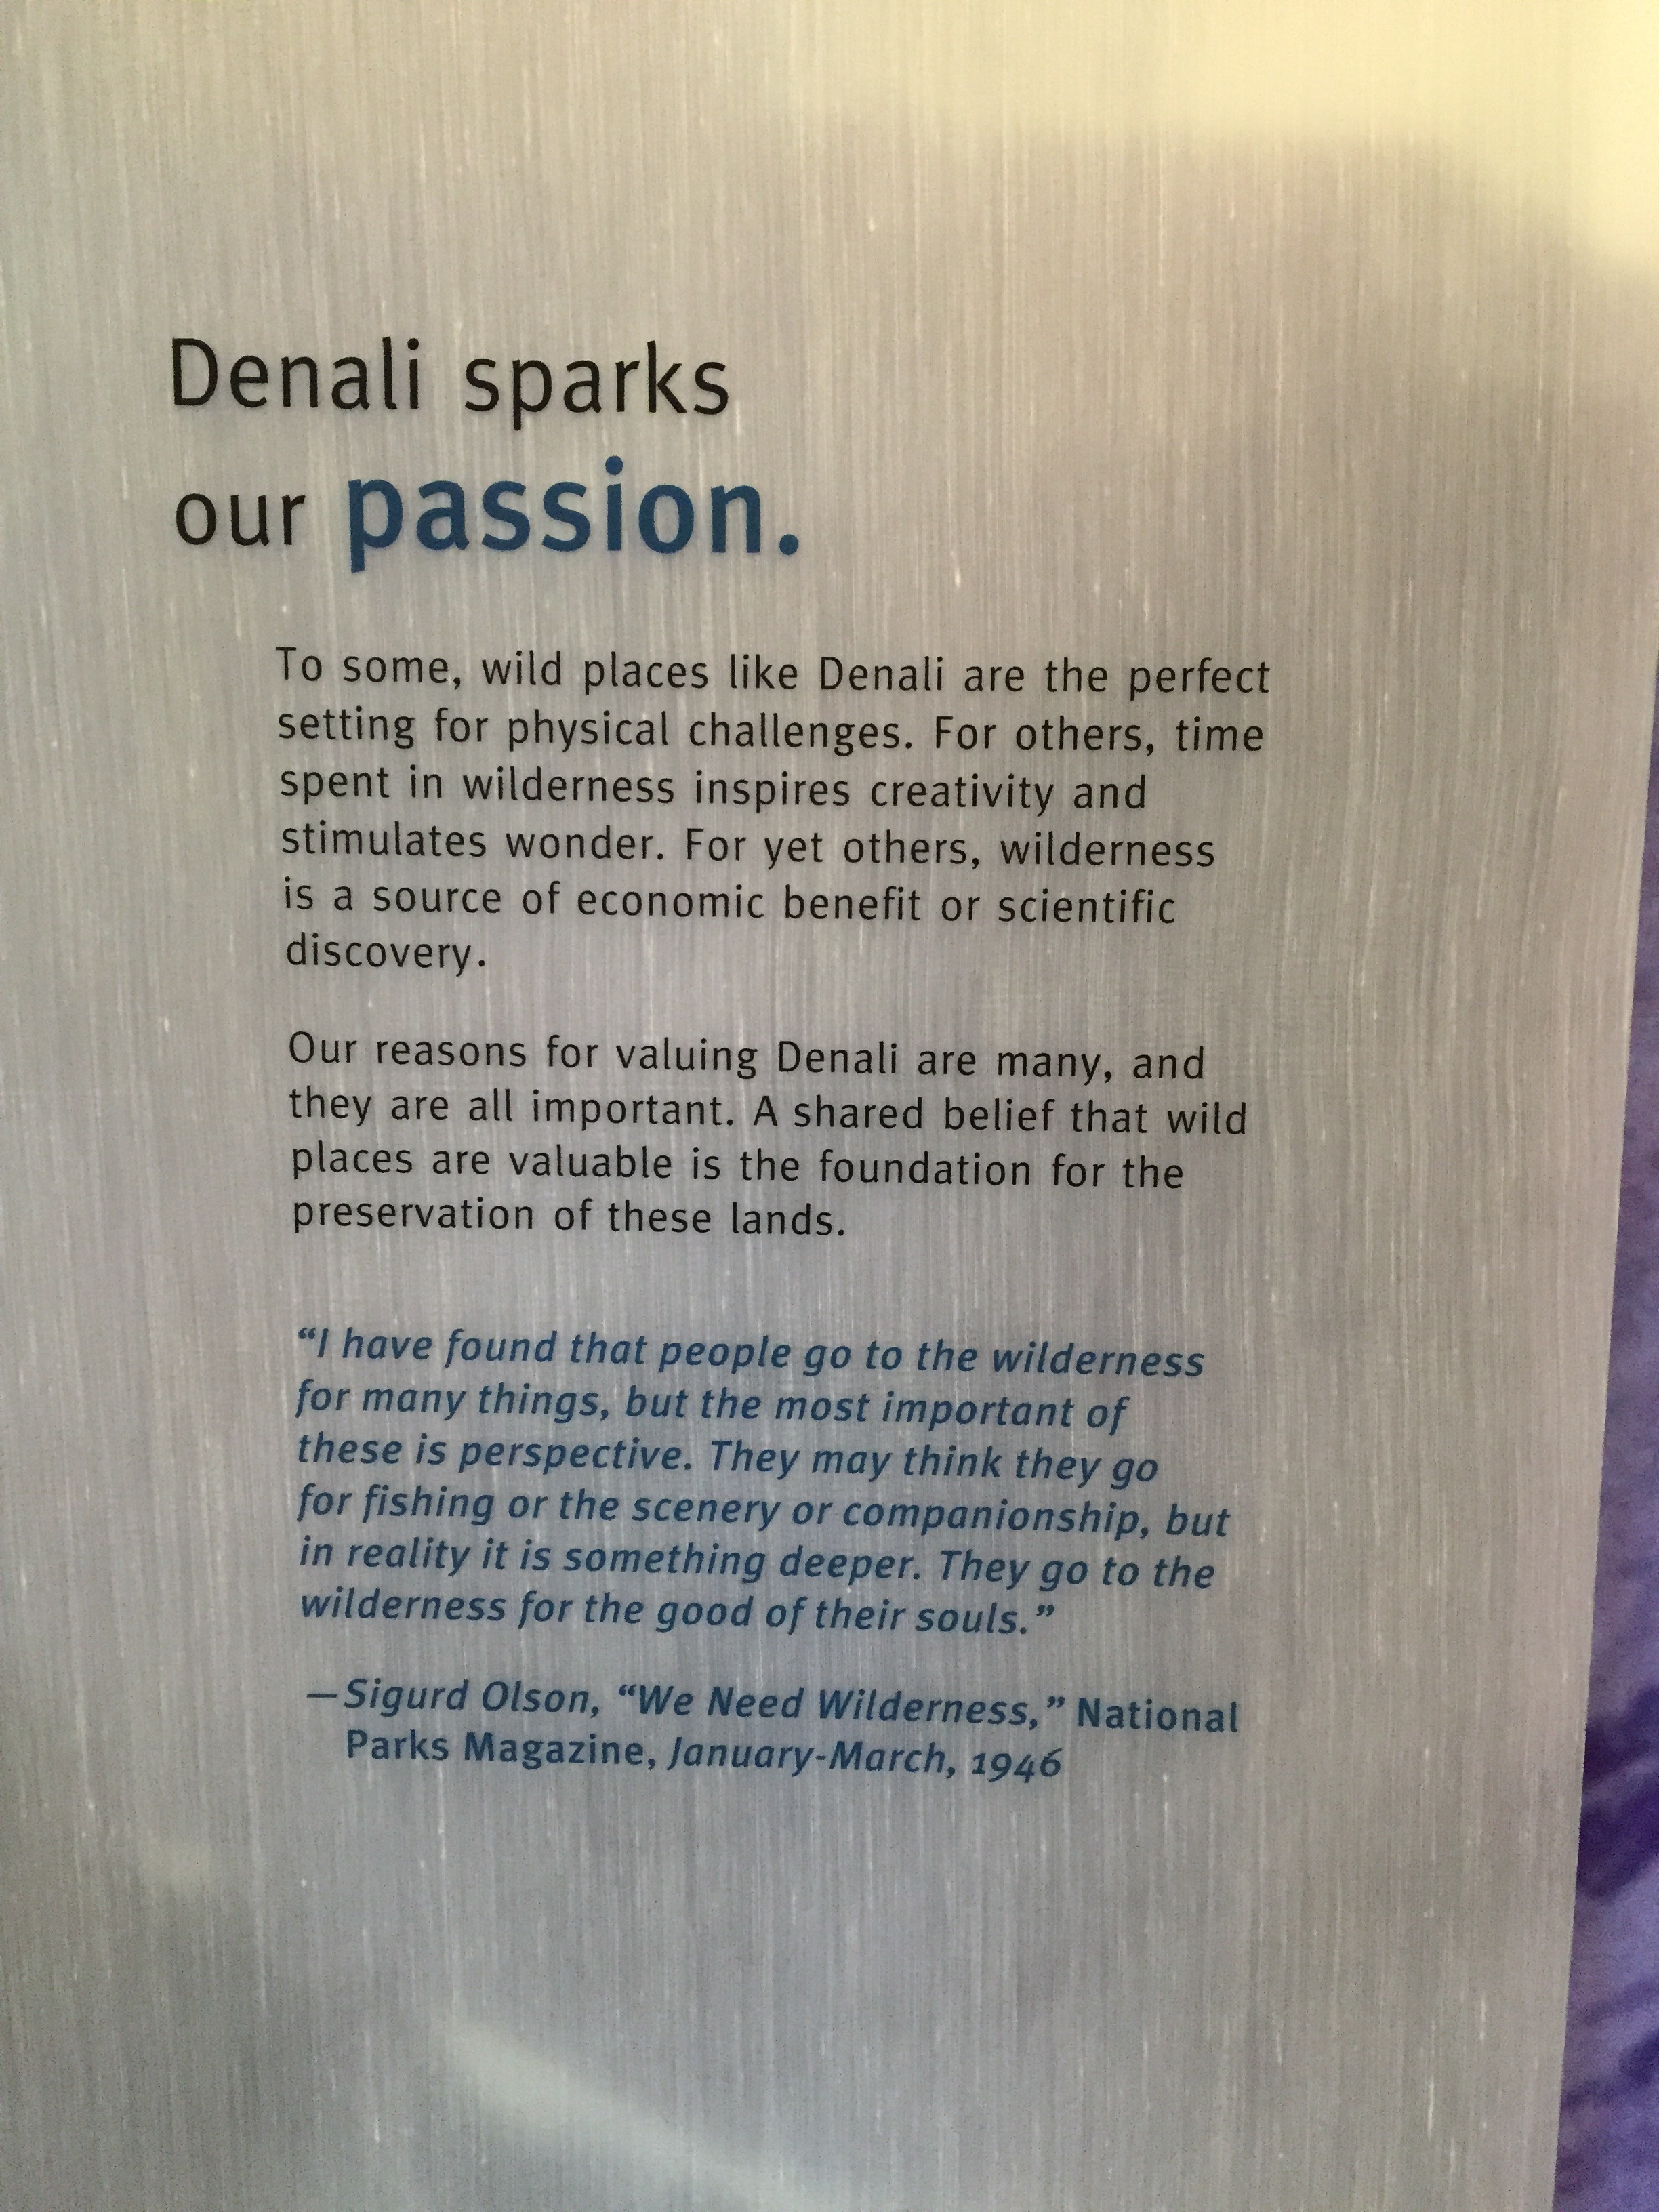 Denali sparks
our passion.
To some, wild places like Denali are the perfect
setting for physical challenges. For others, time
spent in wilderness inspires creativity and
stimulates wonder. For yet others, wilderness
is a source of economic benefit or scientific
discovery.
Our reasons for valuing Denali are many, and
they are all important. A shared belief that wild
places are valuable is the foundation for the
preservation of these lands.
“I have found that people go to the wilderness
for many things, but the most important of
these is perspective. They may think they go
for fishing or the scenery or companionship, but
in reality it is something deeper. They go to the
wilderness for the good of their souls.”
—Sigurd Olson, “We Need Wilderness,” National
Parks Magazine, January-March, 1946